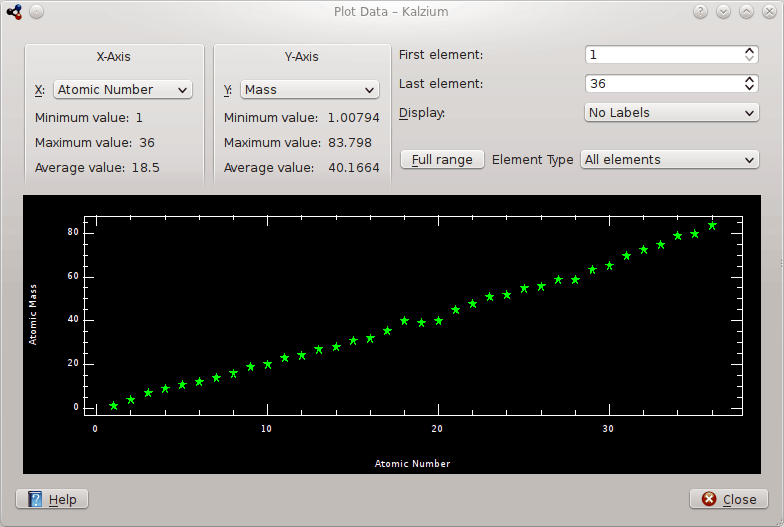 Plot Data – Kalzium
X-Axis
X: Atomic Number
Minimum value: 1
Maximum value: 36
Average value: 18.5
Y-Axis
Y: Mass
Minimum value: 1.00794
Maximum value: 83.798
Average value: 40.1664
First element: 1
Last element: 36
Display: No Labels
Full range Element Type All elements
80
60
40
20
0
Atomic Mass
0 10 20 30
Atomic Number
Help
Close